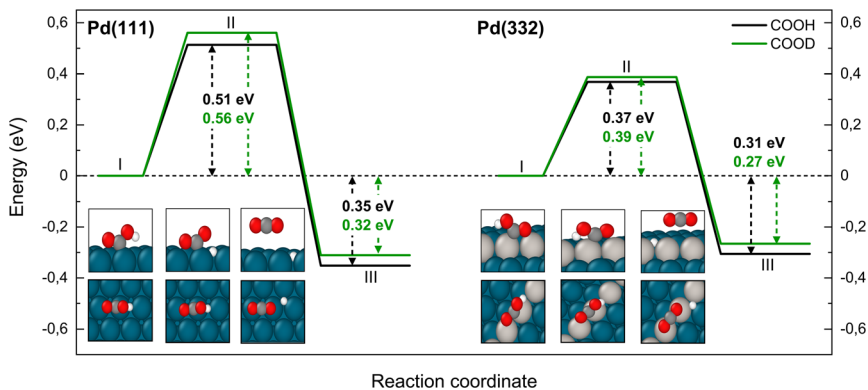 Pd(111)
Pd(332)
COOH
COOD
0,6
0,4
0,2
0
-0,2
-0,4
-0,6
Energy (eV)
I
II
0.51 eV
0.56 eV
0.35 eV
0.32 eV
III
I
II
0.37 eV
0.39 eV
0.31 eV
0.27 eV
III
0,6
0,4
0,2
0
-0,2
-0,4
-0,6
Reaction coordinate